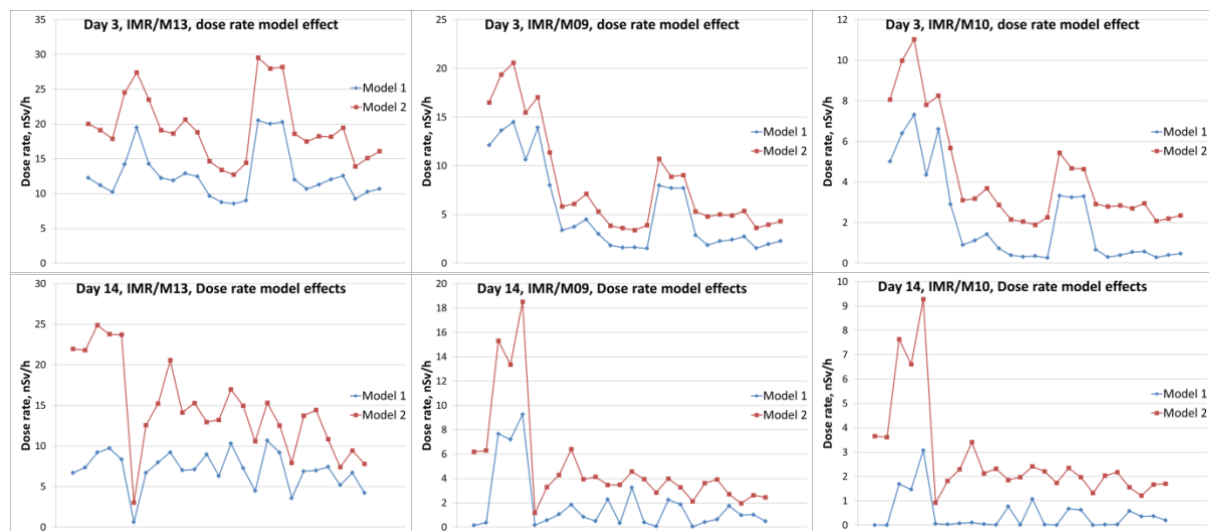 Day 3, IMR/M13, dose rate model effect
Dose rate, nSv/h
35
30
25
20
15
10
5
0
Model 1
Model 2
Day 3, IMR/M09, dose rate model effect
Dose rate, nSv/h
25
20
15
10
5
0
Model 1
Model 2
Day 3, IMR/M10, dose rate model effect
Dose rate, nSv/h
12
10
8
6
4
2
0
Model 1
Model 2
Day 14, IMR/M13, Dose rate model effects
Dose rate, nSv/h
30
25
20
15
10
5
0
Model 1
Model 2
Day 14, IMR/M09, Dose rate model effects
Dose rate, nSv/h
20
18
16
14
12
10
8
6
4
2
0
Model 1
Model 2
Day 14, IMR/M10, Dose rate model effects
Dose rate, nSv/h
10
9
8
7
6
5
4
3
2
1
0
Model 1
Model 2